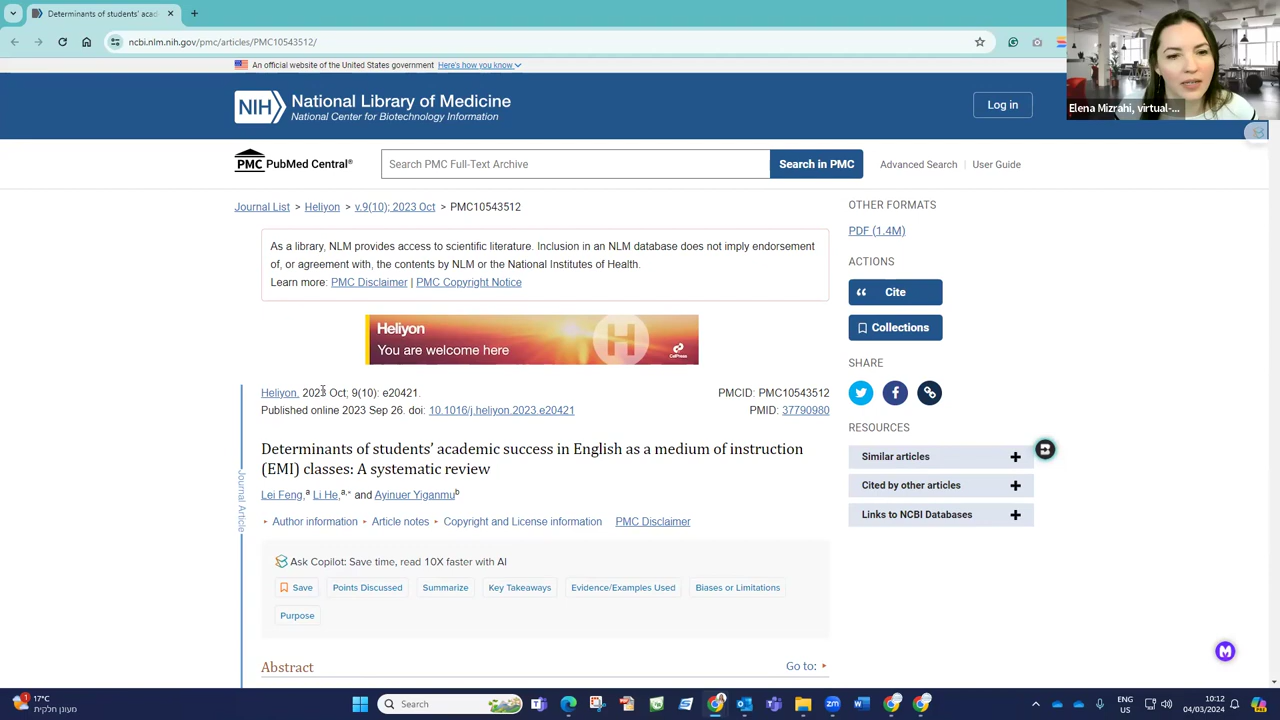 Determinants of students' acad
ncbi.nlm.nih.gov/pmc/articles/PMC10543512/
Elena Mizrahi, virtual-...
An official website of the United States government Here's how you know
NIH National Library of Medicine
National Center for Biotechnology Information
Log in
PMC PubMed Central®
Search PMC Full-Text Archive
Search in PMC
Advanced Search | User Guide
Journal List > Heliyon > v.9(10); 2023 Oct > PMC10543512
As a library, NLM provides access to scientific literature. Inclusion in an NLM database does not imply endorsement
of, or agreement with, the contents by NLM or the National Institutes of Health.
Learn more: PMC Disclaimer | PMC Copyright Notice
Heliyon
You are welcome here
CellPress
Heliyon. 2023 Oct; 9(10): e20421.
PMCID: PMC10543512
Published online 2023 Sep 26. doi: 10.1016/j.heliyon.2023.e20421
PMID: 37790980
Determinants of students’ academic success in English as a medium of instruction
(EMI) classes: A systematic review
Lei Feng,a Li He,a,* and Ayinuer Yiganmub
Author information Article notes Copyright and License information PMC Disclaimer
Journal Article
Ask Copilot: Save time, read 10X faster with AI
Save Points Discussed Summarize Key Takeaways Evidence/Examples Used Biases or Limitations
Purpose
Abstract
Go to:
OTHER FORMATS
PDF (1.4M)
ACTIONS
Cite
Collections
SHARE
RESOURCES
Similar articles
Cited by other articles
Links to NCBI Databases
1
17°C
מעונן חלקית
Search
ENG
US
10:12
04/03/2024